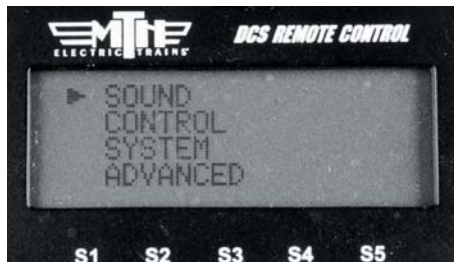 MTH DCS REMOTE CONTROL
ELECTRIC TRAINS
SOUND
CONTROL
SYSTEM
ADVANCED
S1 S2 S3 S4 S5